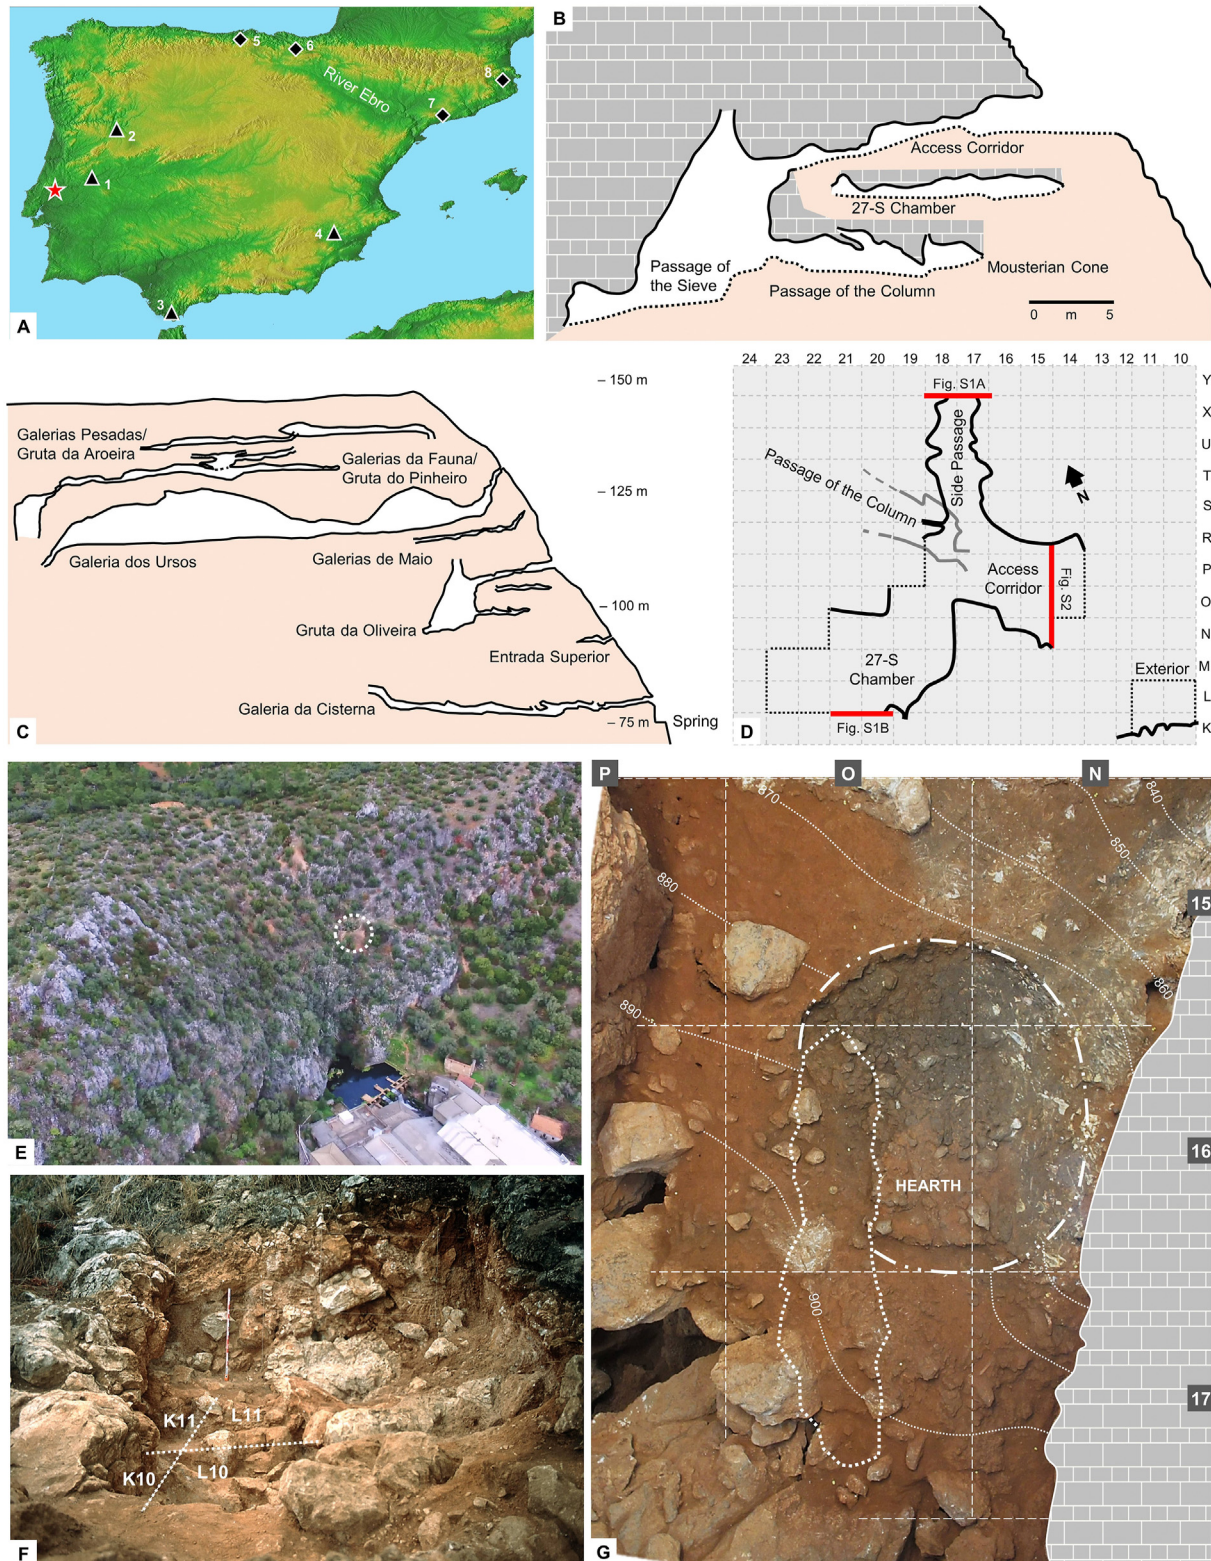 5
6
8
River Ebro
7
2
1
4
3
A
B
Access Corridor
27-S Chamber
Passage of
the Sieve
Mousterian Cone
Passage of the Column
0 m 5
– 150 m
Galerias Pesadas/
Gruta da Aroeira
Galerias da Fauna/
Gruta do Pinheiro
– 125 m
Galeria dos Ursos
Galerias de Maio
– 100 m
Gruta da Oliveira
Entrada Superior
Galeria da Cisterna
– 75 m
Spring
C
24 23 22 21 20 19 18 17 16 15 14 13 12 11 10
Fig. S1A
Y
X
U
T
S
R
P
O
N
M
L
K
Side Passage
Passage of the Column
N
Access
Corridor
Fig. S2
27-S
Chamber
Exterior
Fig. S1B
D
E
K11
L11
K10
L10
F
P
O
N
870
840
850
880
860
890
900
15
16
17
HEARTH
G